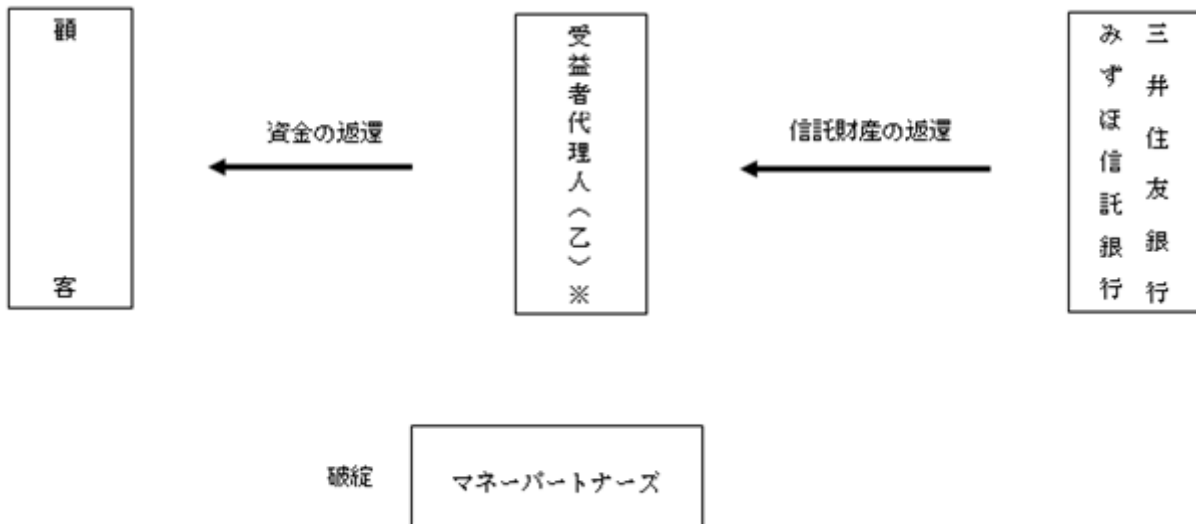 顧客
資金の返還
受益者代理人（乙）※
信託財産の返還
三井住友銀行
みずほ信託銀行
破綻
マネーパートナーズ